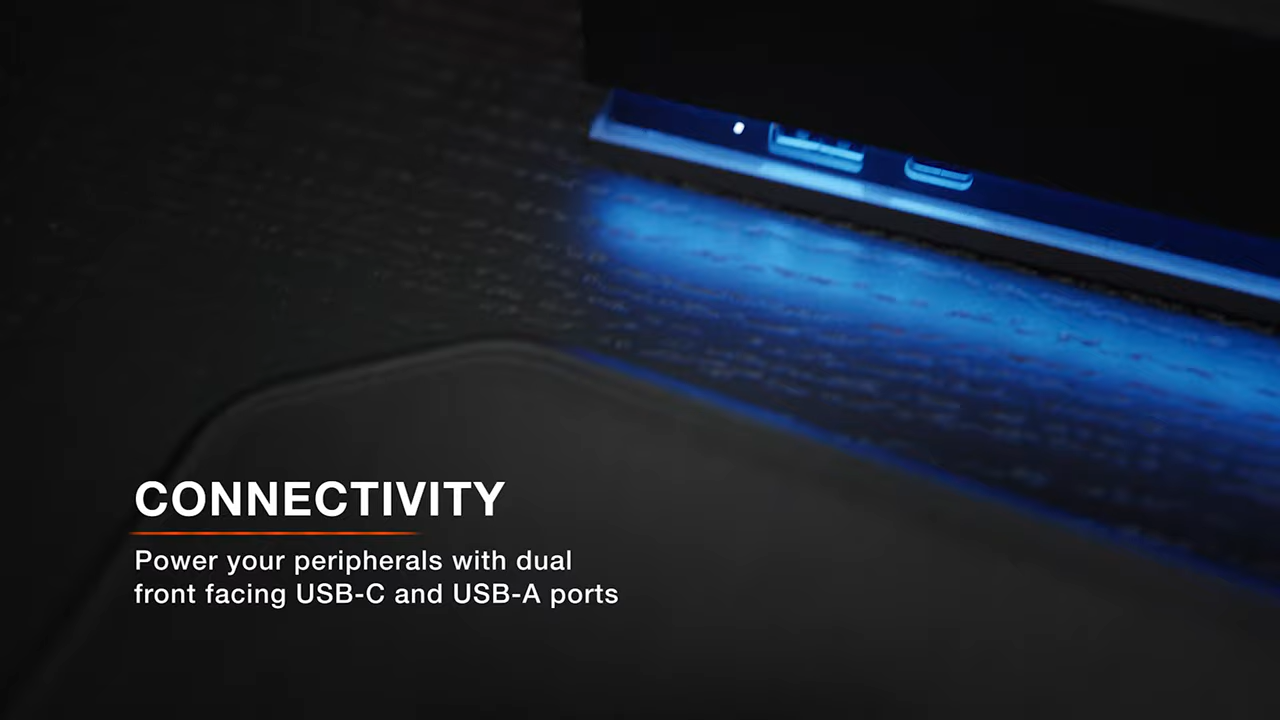 CONNECTIVITY
Power your peripherals with dual
front facing USB-C and USB-A ports